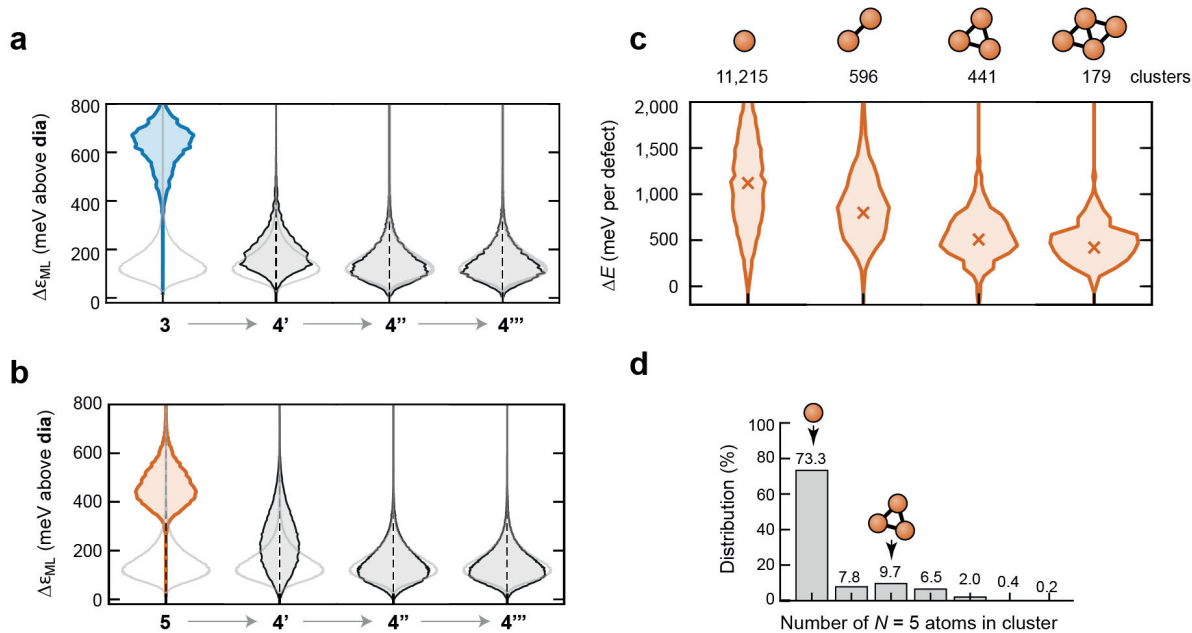 a
Δε_ML (meV above dia)
800
600
400
200
0
3 → 4’ → 4’’ → 4’’’
b
Δε_ML (meV above dia)
800
600
400
200
0
5 → 4’ → 4’’ → 4’’’
c
11,215 596 441 179 clusters
ΔE (meV per defect)
2,000
1,500
1,000
500
0
d
Distribution (%)
100
80
60
40
20
0
73.3 7.8 9.7 6.5 2.0 0.4 0.2
Number of N = 5 atoms in cluster